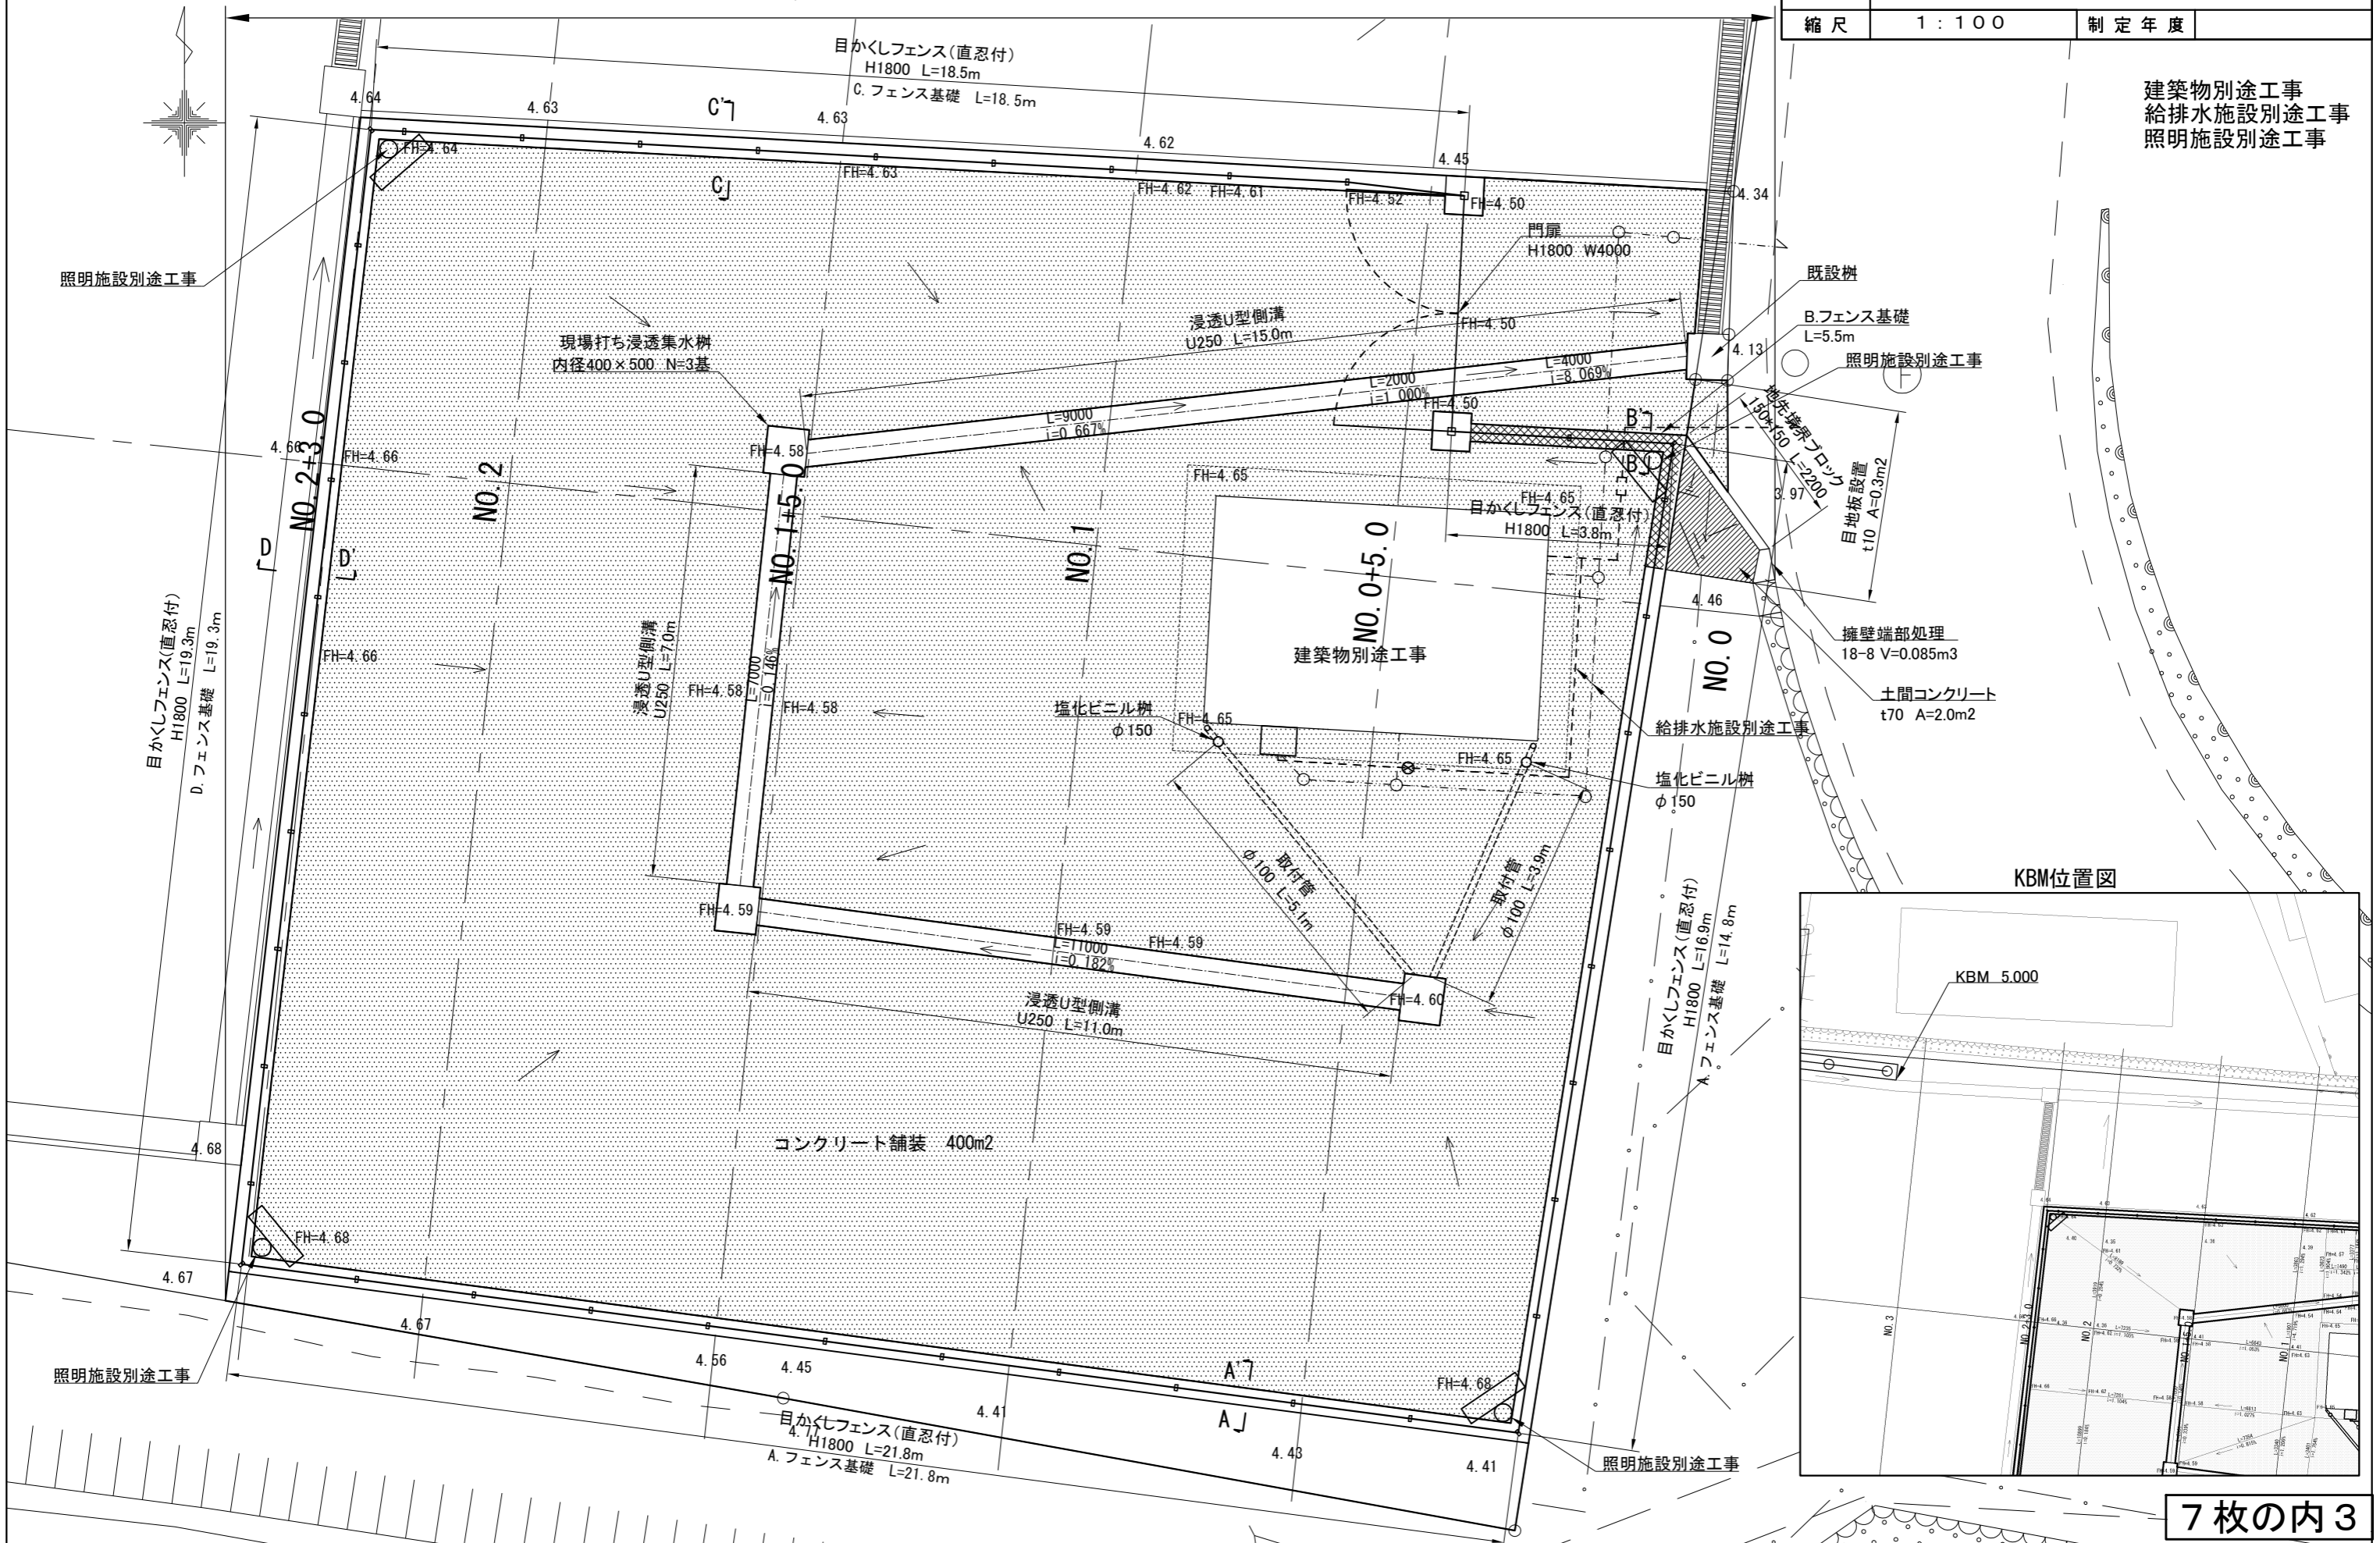 縮尺 1:100 制定年度
建築物別途工事
給排水施設別途工事
照明施設別途工事
目かくしフェンス(直忍付)
H1800 L=18.5m
C.フェンス基礎 L=18.5m
4.64
4.63
C'
4.63
4.62
4.45
4.34
FH=4.64
C
FH=4.63
FH=4.62
FH=4.61
FH=4.52
FH=4.50
門扉
H1800 W4000
照明施設別途工事
既設桝
浸透U型側溝
U250 L=15.0m
FH=4.50
B.フェンス基礎
L=5.5m
現場打ち浸透集水桝
内径400×500 N=3基
4.13
照明施設別途工事
L=4000
i=8.069%
L=2000
i=1.000%
FH=4.50
L=9000
i=0.667%
B'
B
地先境界ブロック
150*150 L=2200
4.66
FH=4.66
NO.2+3.0
NO.2
FH=4.58
NO.1+5.0
NO.1
FH=4.65
FH=4.65
目かくしフェンス(直忍付)
H1800 L=3.8m
3.97
目地板設置
t10 A=0.3m2
D
D'
NO.0+5.0
建築物別途工事
4.46
NO.0
擁壁端部処理
18-8 V=0.085m3
土間コンクリート
t70 A=2.0m2
目かくしフェンス(直忍付)
H1800 L=19.3m
D.フェンス基礎 L=19.3m
FH=4.66
浸透U型側溝
U250 L=7.0m
L=7000
i=0.146%
FH=4.58
FH=4.58
塩化ビニル桝
φ150
FH=4.65
給排水施設別途工事
FH=4.65
塩化ビニル桝
φ150
取付管
φ100 L=5.1m
取付管
φ100 L=3.9m
目かくしフェンス(直忍付)
H1800 L=16.9m
A.フェンス基礎 L=14.8m
FH=4.59
FH=4.59
FH=4.59
L=11000
i=0.182%
FH=4.60
浸透U型側溝
U250 L=11.0m
コンクリート舗装 400m2
4.68
FH=4.68
4.67
4.67
4.56
4.45
4.77
4.41
4.43
4.41
照明施設別途工事
A'
A
FH=4.68
照明施設別途工事
目かくしフェンス(直忍付)
H1800 L=21.8m
A.フェンス基礎 L=21.8m
KBM位置図
KBM 5.000
NO.3
NO.2+3.0
NO.2
NO.1
7枚の内3